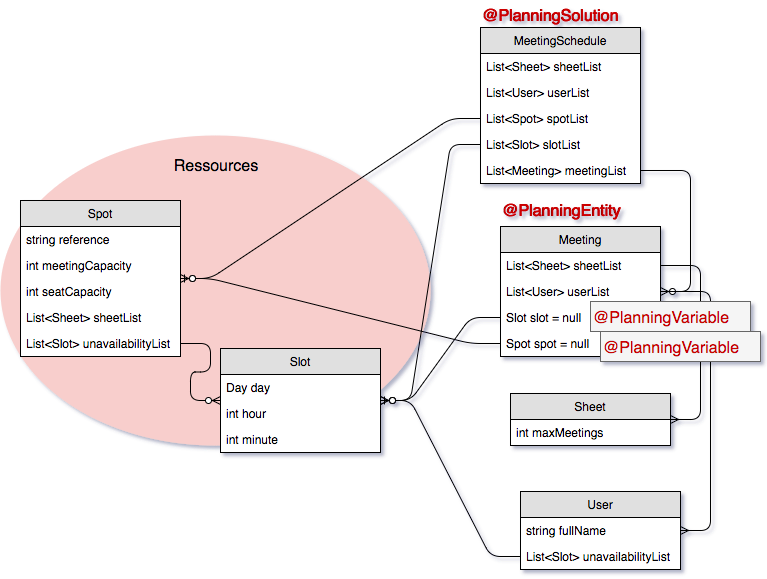 @PlanningSolution
MeetingSchedule
List<Sheet> sheetList
List<User> userList
List<Spot> spotList
List<Slot> slotList
List<Meeting> meetingList
Ressources
Spot
string reference
int meetingCapacity
int seatCapacity
List<Sheet> sheetList
List<Slot> unavailabilityList
@PlanningEntity
Meeting
List<Sheet> sheetList
List<User> userList
Slot slot = null
@PlanningVariable
Spot spot = null
@PlanningVariable
Slot
Day day
int hour
int minute
Sheet
int maxMeetings
User
string fullName
List<Slot> unavailabilityList